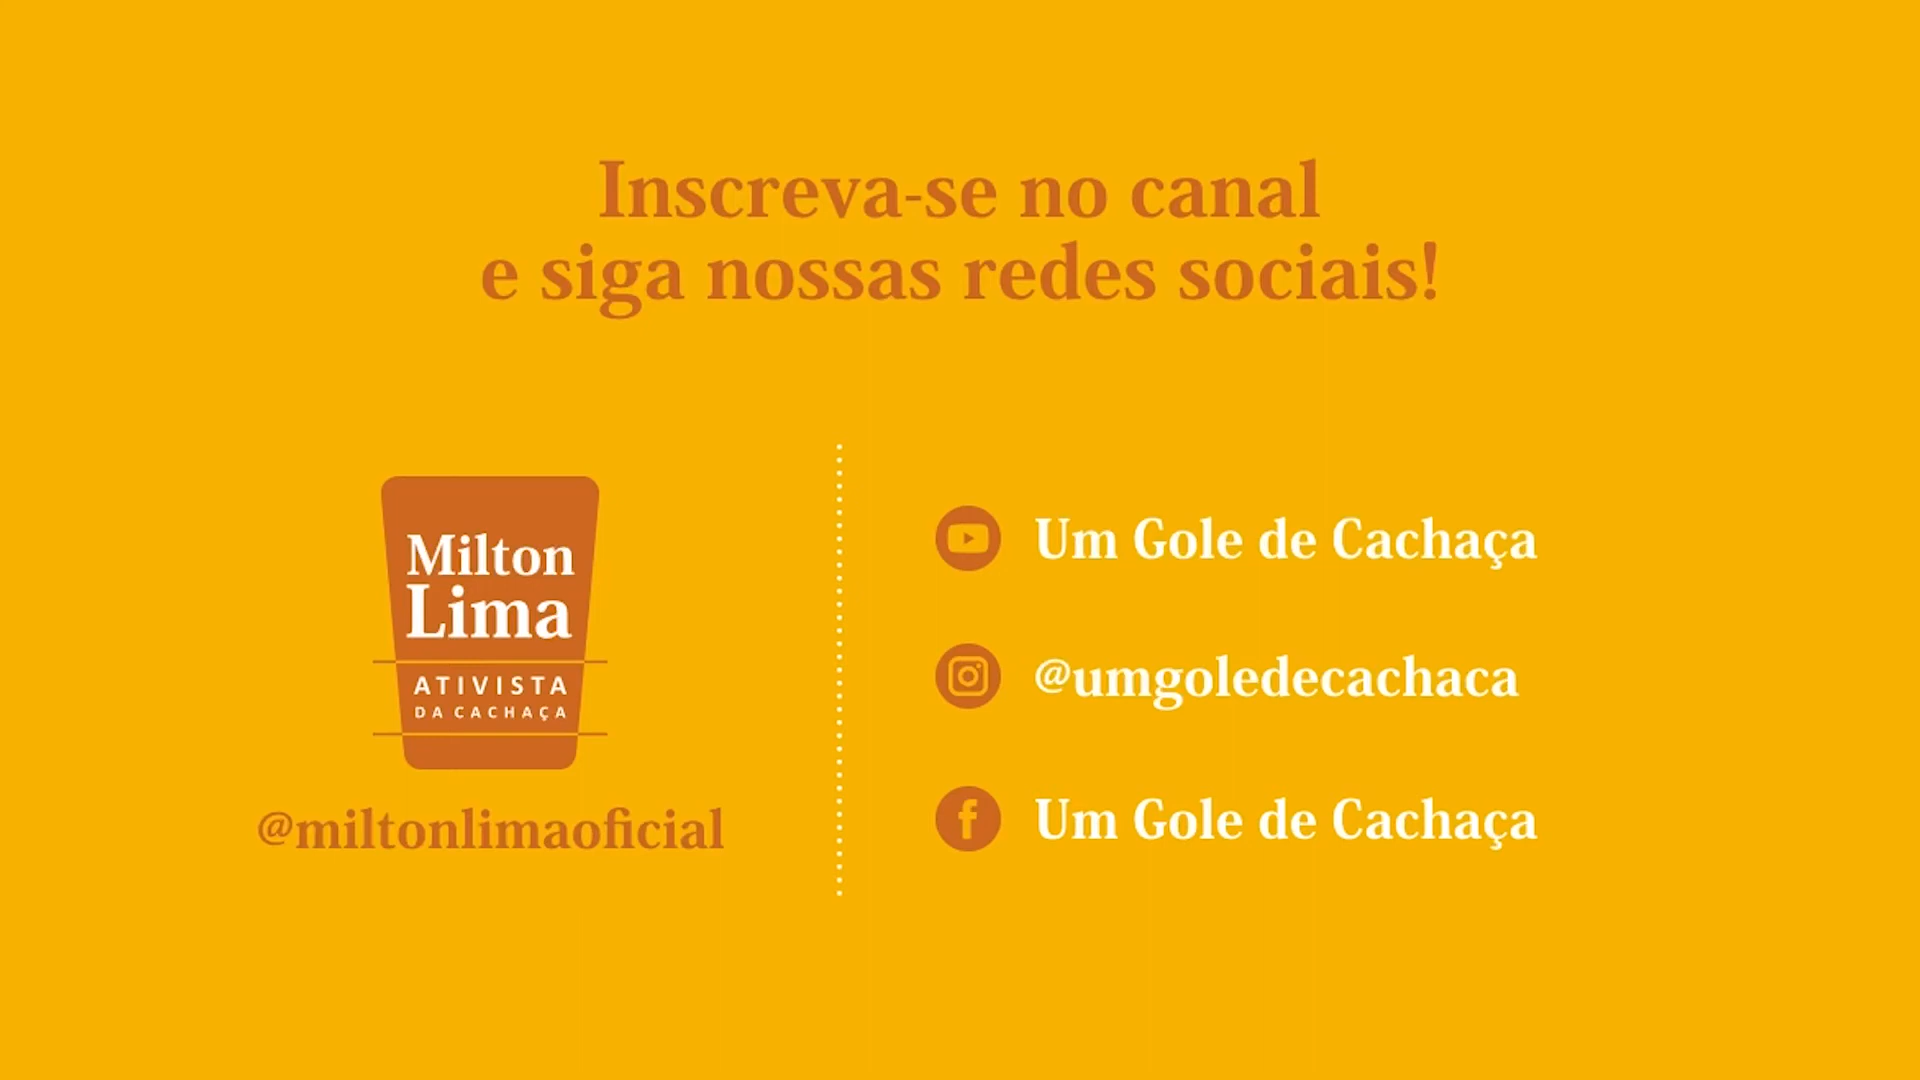 Inscreva-se no canal
e siga nossas redes sociais!
Milton
Lima
ATIVISTA
DA CACHAÇA
@miltonlimaoficial
Um Gole de Cachaça
@umgoledecachaca
Um Gole de Cachaça